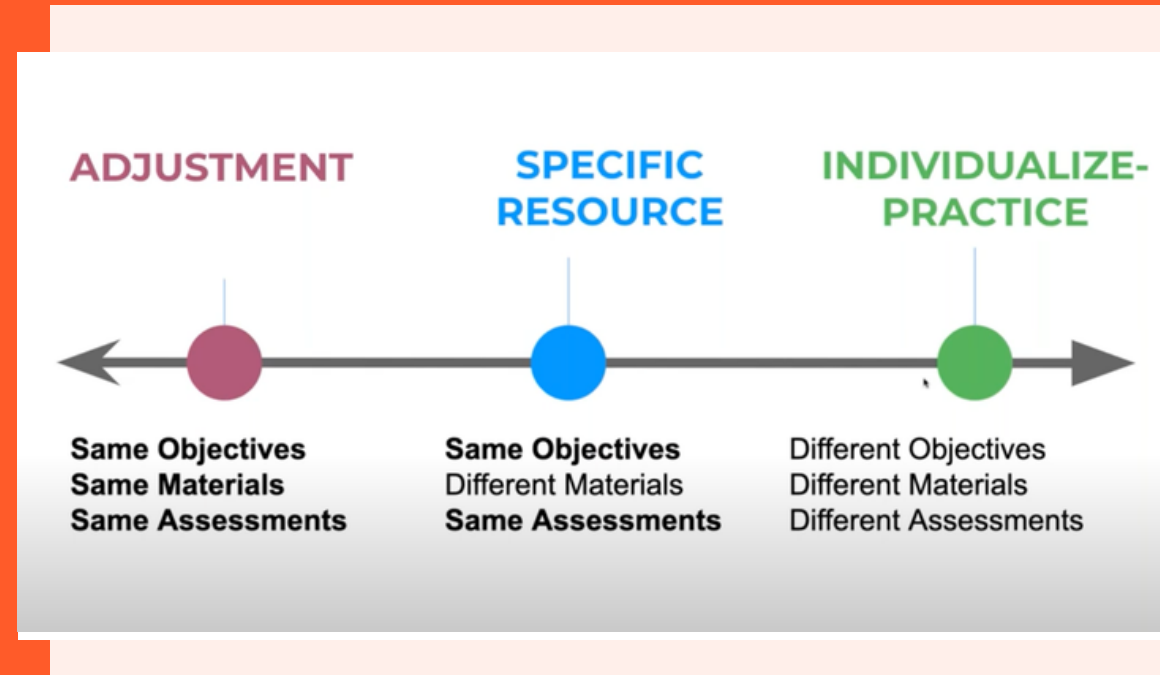 ADJUSTMENT
SPECIFIC
RESOURCE
INDIVIDUALIZE-
PRACTICE
Same Objectives
Same Materials
Same Assessments
Same Objectives
Different Materials
Same Assessments
Different Objectives
Different Materials
Different Assessments